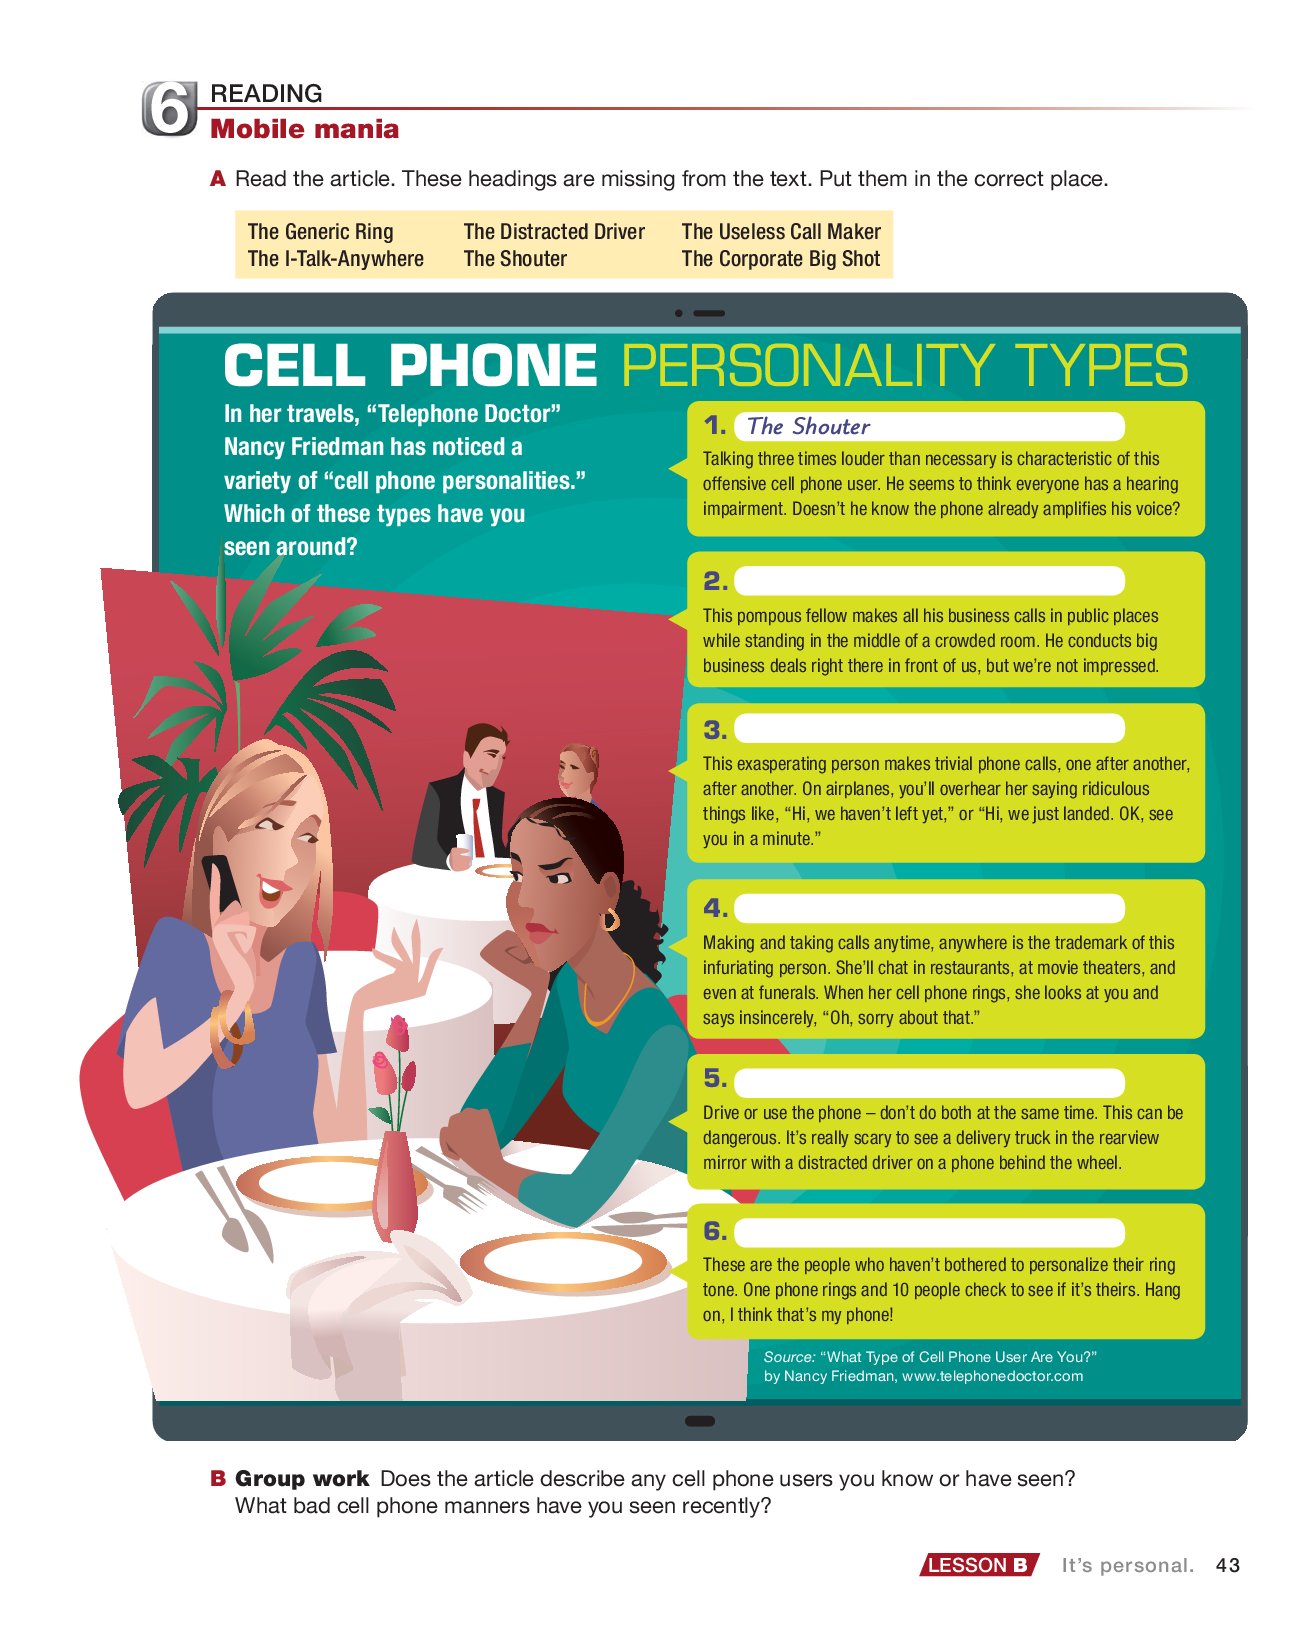 6
READING
Mobile mania
A Read the article. These headings are missing from the text. Put them in the correct place.
The Generic Ring The Distracted Driver The Useless Call Maker
The I-Talk-Anywhere The Shouter The Corporate Big Shot
CELL PHONE PERSONALITY TYPES
In her travels, “Telephone Doctor”
Nancy Friedman has noticed a
variety of “cell phone personalities.”
Which of these types have you
seen around?
1. The Shouter
Talking three times louder than necessary is characteristic of this
offensive cell phone user. He seems to think everyone has a hearing
impairment. Doesn’t he know the phone already amplifies his voice?
2.
This pompous fellow makes all his business calls in public places
while standing in the middle of a crowded room. He conducts big
business deals right there in front of us, but we’re not impressed.
3.
This exasperating person makes trivial phone calls, one after another,
after another. On airplanes, you’ll overhear her saying ridiculous
things like, “Hi, we haven’t left yet,” or “Hi, we just landed. OK, see
you in a minute.”
4.
Making and taking calls anytime, anywhere is the trademark of this
infuriating person. She’ll chat in restaurants, at movie theaters, and
even at funerals. When her cell phone rings, she looks at you and
says insincerely, “Oh, sorry about that.”
5.
Drive or use the phone – don’t do both at the same time. This can be
dangerous. It’s really scary to see a delivery truck in the rearview
mirror with a distracted driver on a phone behind the wheel.
6.
These are the people who haven’t bothered to personalize their ring
tone. One phone rings and 10 people check to see if it’s theirs. Hang
on, I think that’s my phone!
Source: “What Type of Cell Phone User Are You?”
by Nancy Friedman, www.telephonedoctor.com
B Group work Does the article describe any cell phone users you know or have seen?
What bad cell phone manners have you seen recently?
LESSON B It’s personal. 43